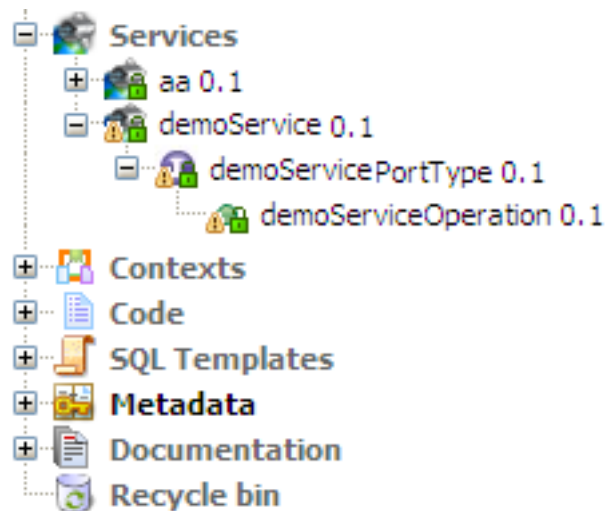 Services
aa 0.1
demoService 0.1
demoServicePortType 0.1
demoServiceOperation 0.1
Contexts
Code
SQL Templates
Metadata
Documentation
Recycle bin